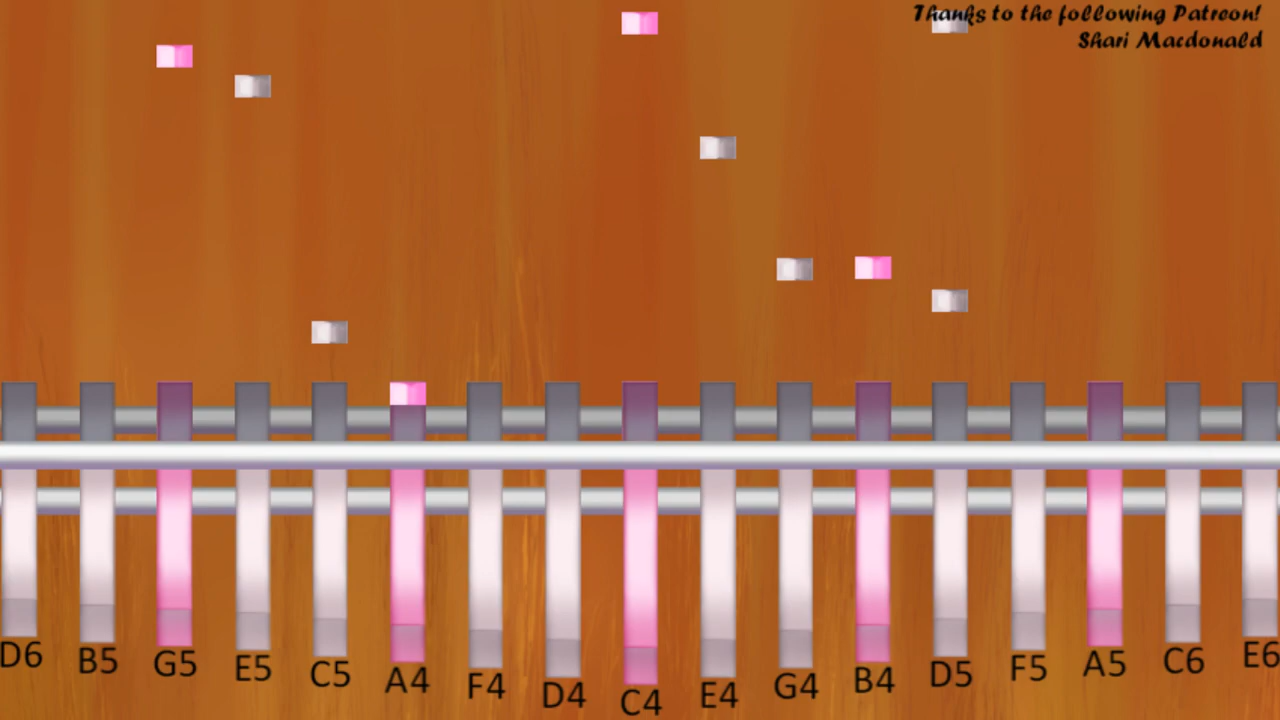 Thanks to the following Patreon!
Shari Macdonald
D6 B5 G5 E5 C5 A4 F4 D4 C4 E4 G4 B4 D5 F5 A5 C6 E6